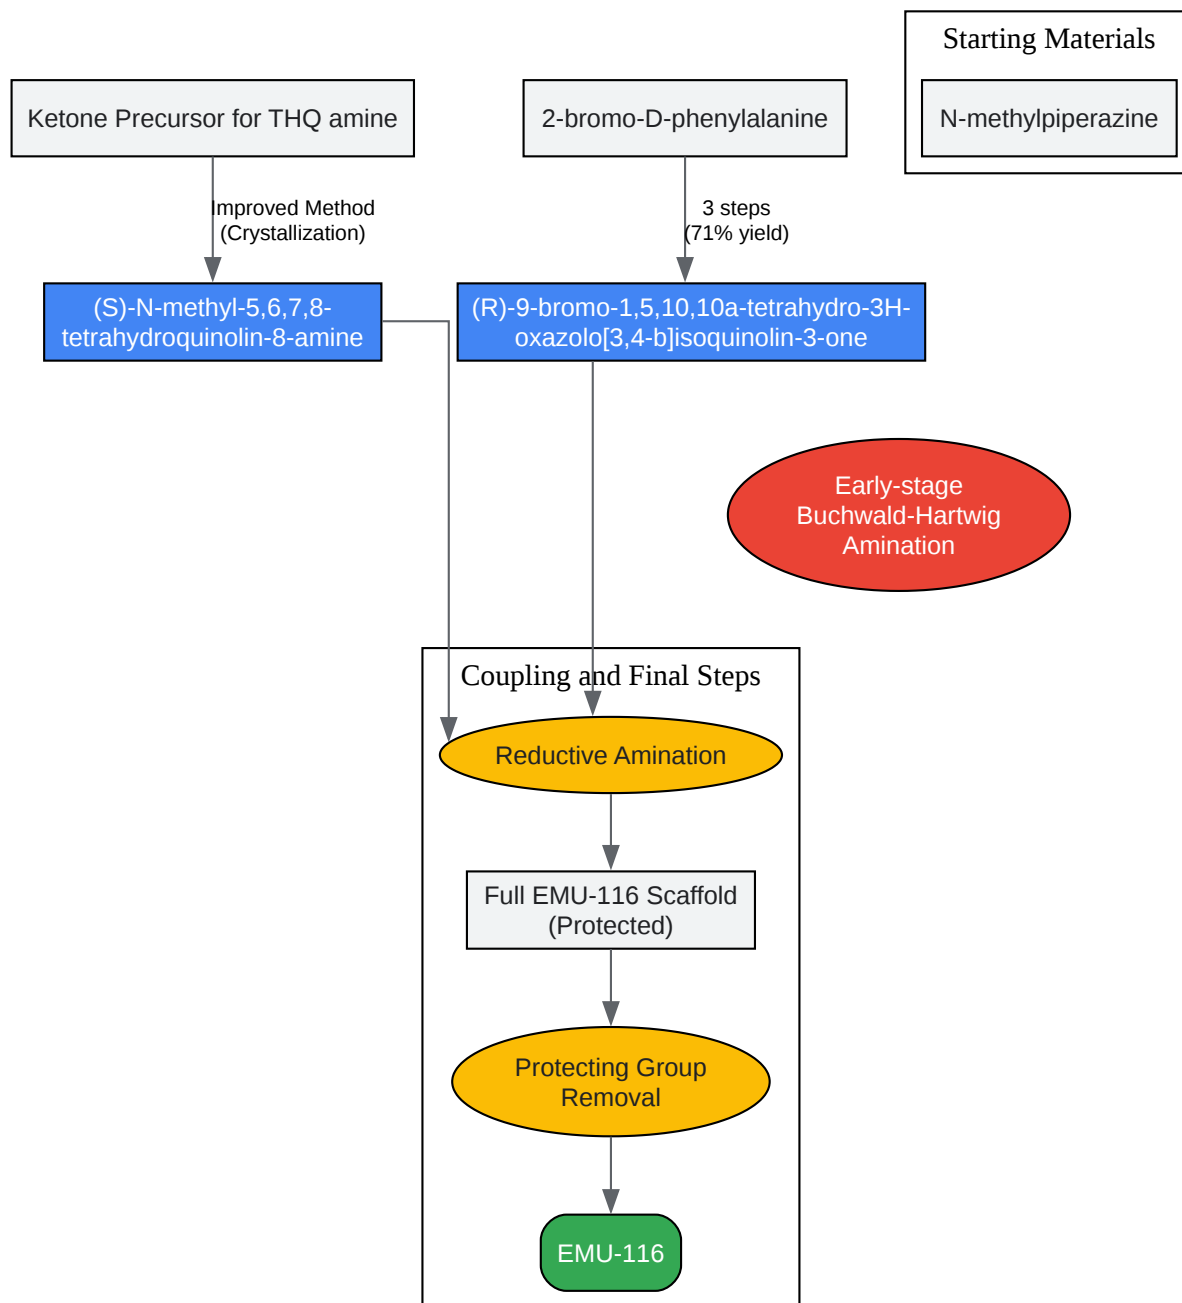 Starting Materials
Ketone Precursor for THQ amine
2-bromo-D-phenylalanine
N-methylpiperazine
Improved Method
(Crystallization)
3 steps
(71% yield)
(S)-N-methyl-5,6,7,8-
tetrahydroquinolin-8-amine
(R)-9-bromo-1,5,10,10a-tetrahydro-3H-
oxazolo[3,4-b]isoquinolin-3-one
Early-stage
Buchwald-Hartwig
Amination
Coupling and Final Steps
Reductive Amination
Full EMU-116 Scaffold
(Protected)
Protecting Group
Removal
EMU-116